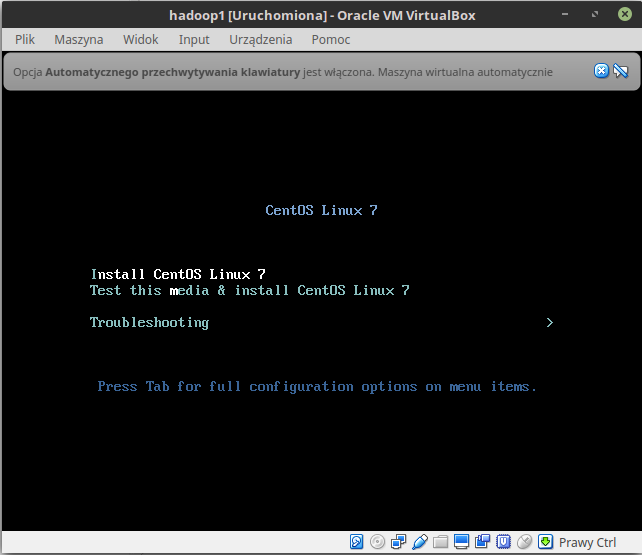 hadoop1 [Uruchomiona] - Oracle VM VirtualBox
Plik Maszyna Widok Input Urządzenia Pomoc
Opcja Automatycznego przechwytywania klawiatury jest włączona. Maszyna wirtualna automatycznie
CentOS Linux 7
Install CentOS Linux 7
Test this media & install CentOS Linux 7
Troubleshooting >
Press Tab for full configuration options on menu items.
Prawy Ctrl